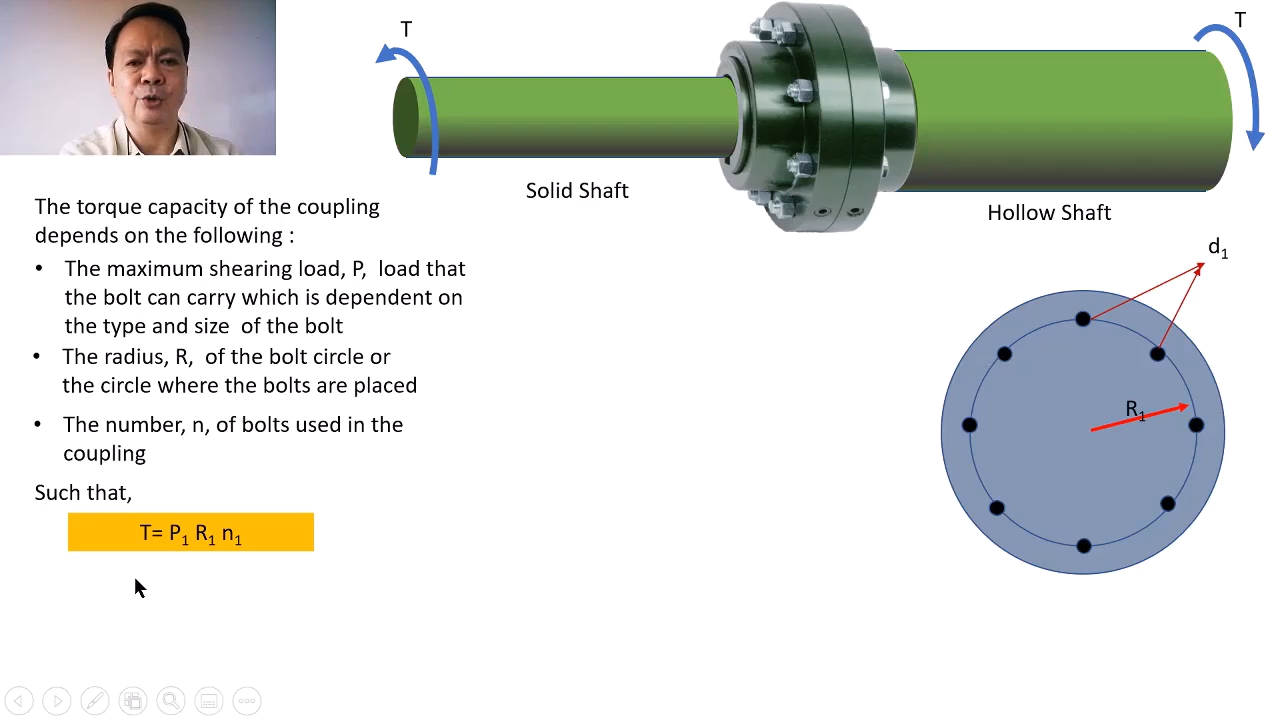 T
T
Solid Shaft
Hollow Shaft
The torque capacity of the coupling
depends on the following :
• The maximum shearing load, P, load that
the bolt can carry which is dependent on
the type and size of the bolt
• The radius, R, of the bolt circle or
the circle where the bolts are placed
• The number, n, of bolts used in the
coupling
Such that,
T= P₁ R₁ n₁
d₁
R₁